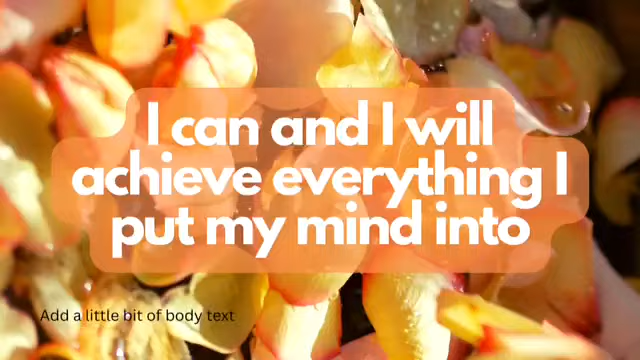 I can and I will
achieve everything I
put my mind into
Add a little bit of body text